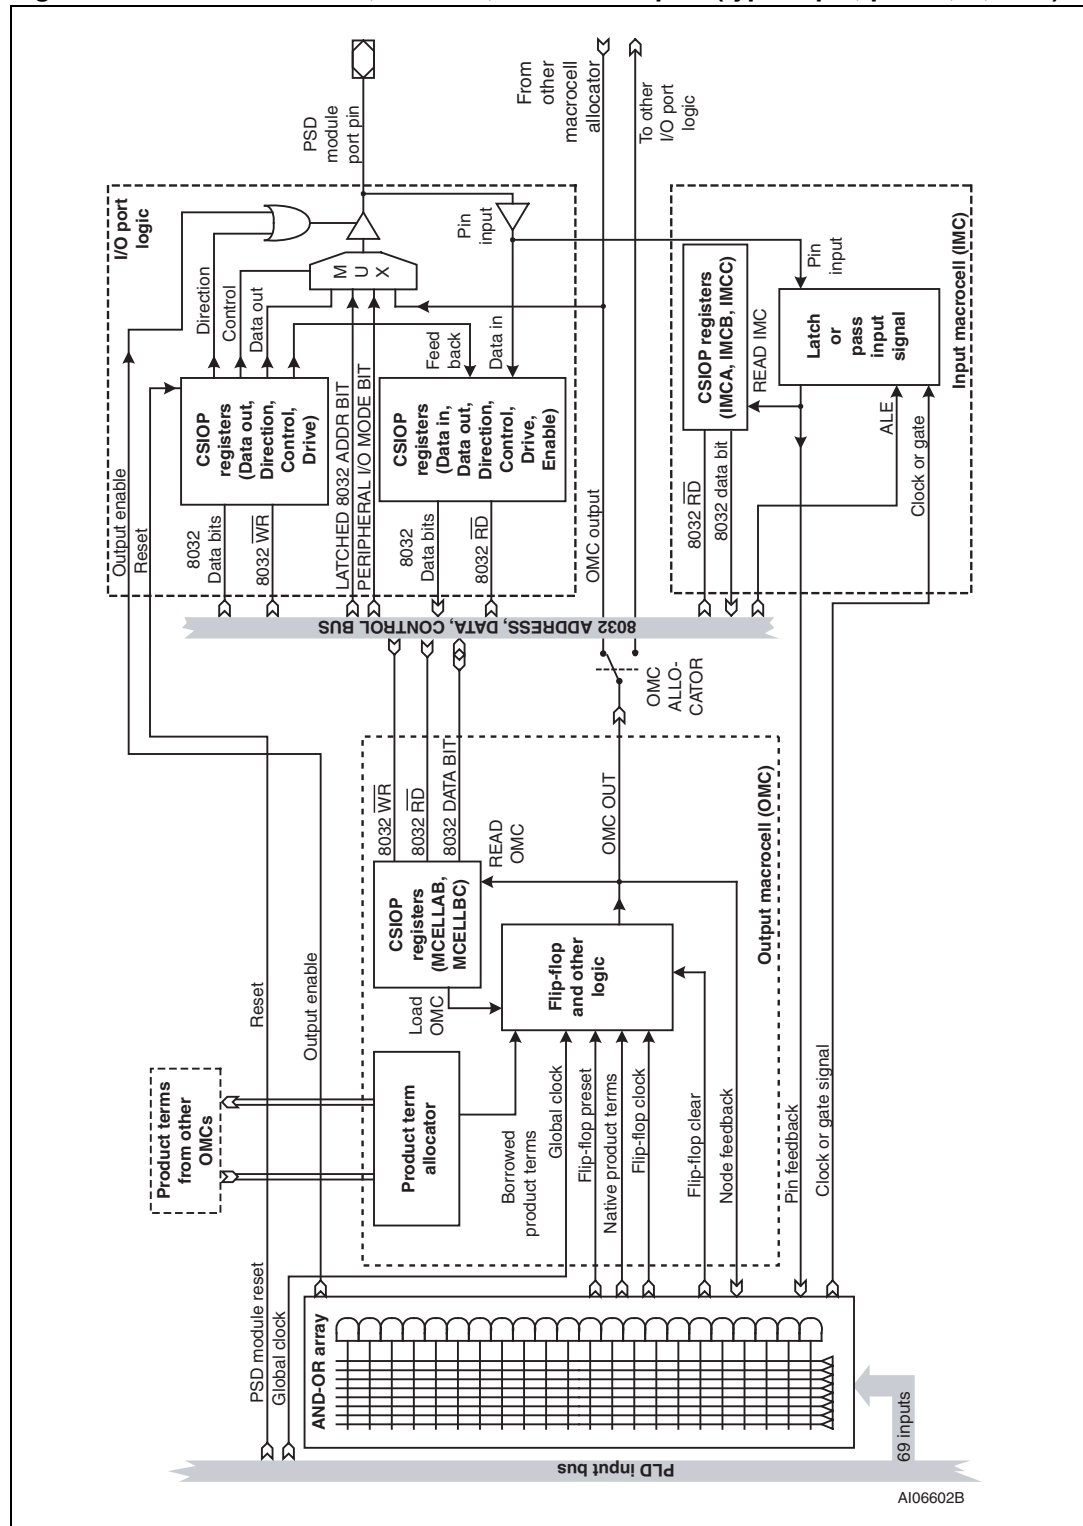 PSD
module
port pin
From
other
macrocell
allocator
To other
I/O port
logic
I/O port
logic
Output enable
Reset
Direction
Control
Data out
M
U
X
Pin
input
CSIOP
registers
(Data out,
Direction,
Control,
Drive)
8032
Data bits
8032 WR
LATCHED 8032 ADDR BIT
PERIPHERAL I/O MODE BIT
Feed
back
Data in
CSIOP
registers
(Data in,
Data out,
Direction,
Control,
Drive,
Enable)
8032
Data bits
8032 RD
OMC output
Input macrocell (IMC)
CSIOP registers
(IMCA, IMCB, IMCC)
READ IMC
Pin
input
Latch
or
pass
input
signal
8032 RD
8032 data bit
ALE
Clock or gate
8032 ADDRESS, DATA, CONTROL BUS
OMC
ALLO-
CATOR
Output macrocell (OMC)
8032 WR
8032 RD
8032 DATA BIT
CSIOP
registers
(MCELLAB,
MCELLBC)
READ
OMC
OMC OUT
Load
OMC
Flip-flop
and other
logic
Product term
allocator
Product terms
from other
OMCs
Reset
Output enable
Borrowed
product terms
Global clock
Flip-flop preset
Native product terms
Flip-flop clock
Flip-flop clear
Node feedback
Pin feedback
Clock or gate signal
PSD module reset
Global clock
AND-OR array
PLD input bus
69 inputs
AI06602B